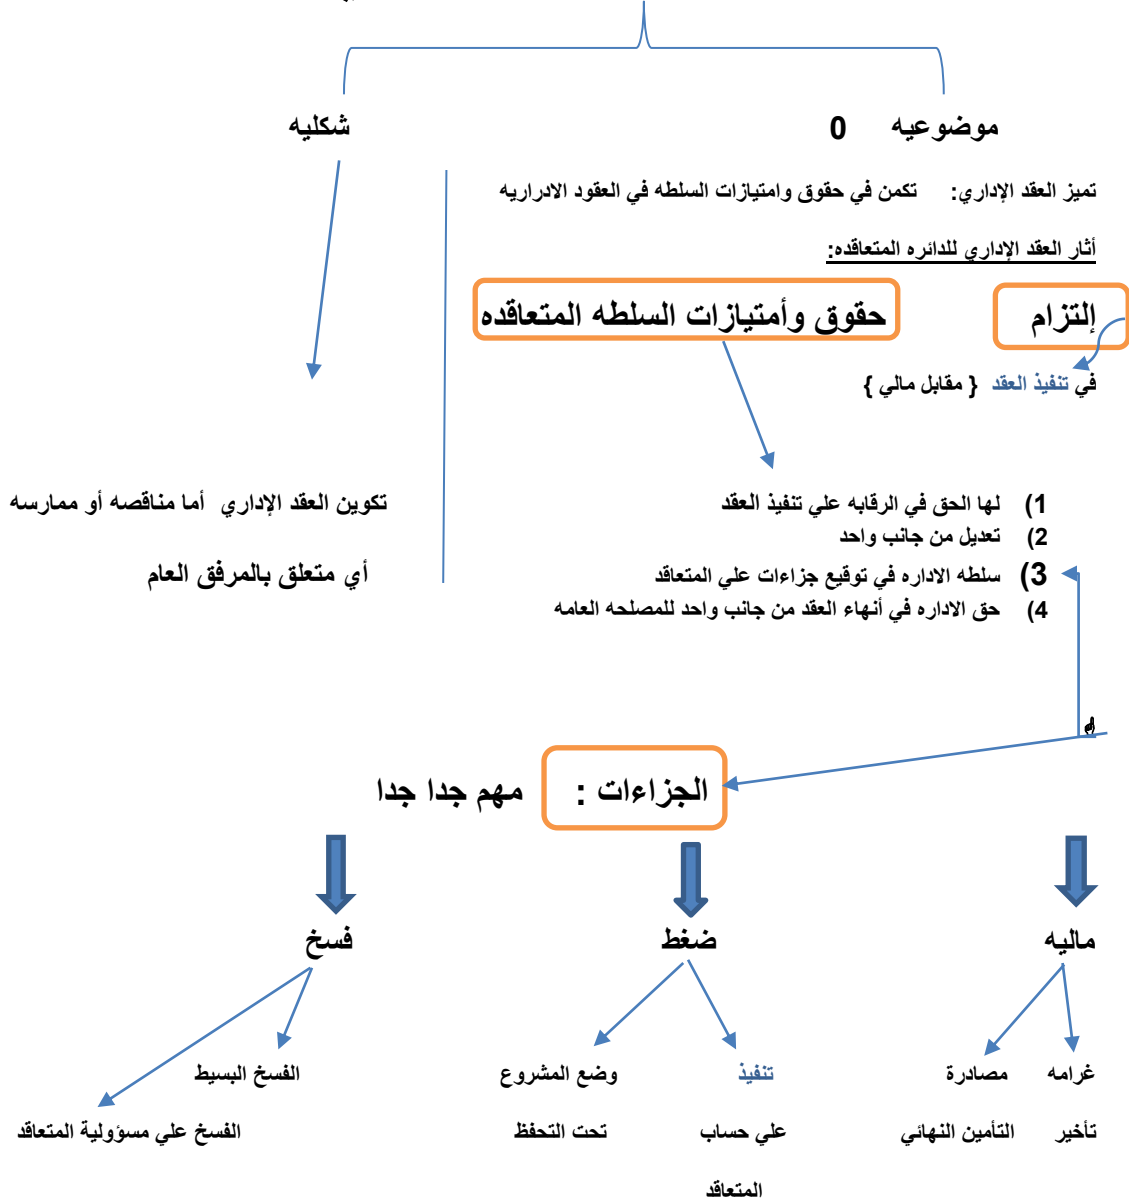 موضوعيه 0
شكليه
تميز العقد الإداري: تكمن في حقوق وامتيازات السلطه في العقود الادراريه
أثار العقد الإداري للدائره المتعاقده:
إلتزام
حقوق وأمتيازات السلطه المتعاقده
في تنفيذ العقد { مقابل مالي }
1) لها الحق في الرقابه علي تنفيذ العقد
2) تعديل من جانب واحد
3) سلطه الاداره في توقيع جزاءات علي المتعاقد
4) حق الاداره في أنهاء العقد من جانب واحد للمصلحه العامه
تكوين العقد الإداري أما مناقصه أو ممارسه
أي متعلق بالمرفق العام
الجزاءات : مهم جدا جدا
ماليه
ضغط
فسخ
غرامه
تأخير
مصادرة
التأمين النهائي
تنفيذ
علي حساب
المتعاقد
وضع المشروع
تحت التحفظ
الفسخ البسيط
الفسخ علي مسؤولية المتعاقد